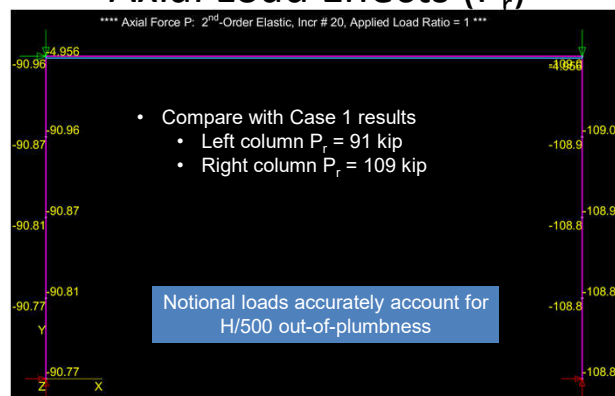 Axial Load Effects (Pr)
**** Axial Force P: 2nd-Order Elastic, Incr # 20, Applied Load Ratio = 1 ***
-90.96
-4.956
• Compare with Case 1 results
• Left column Pr = 91 kip
• Right column Pr = 109 kip
-90.96
-109.0
-90.87
-108.9
-90.87
-108.9
-90.81
-108.8
-90.81
-108.8
-90.77
-108.8
Notional loads accurately account for
H/500 out-of-plumbness
Y
-90.77
-108.8
Z
X